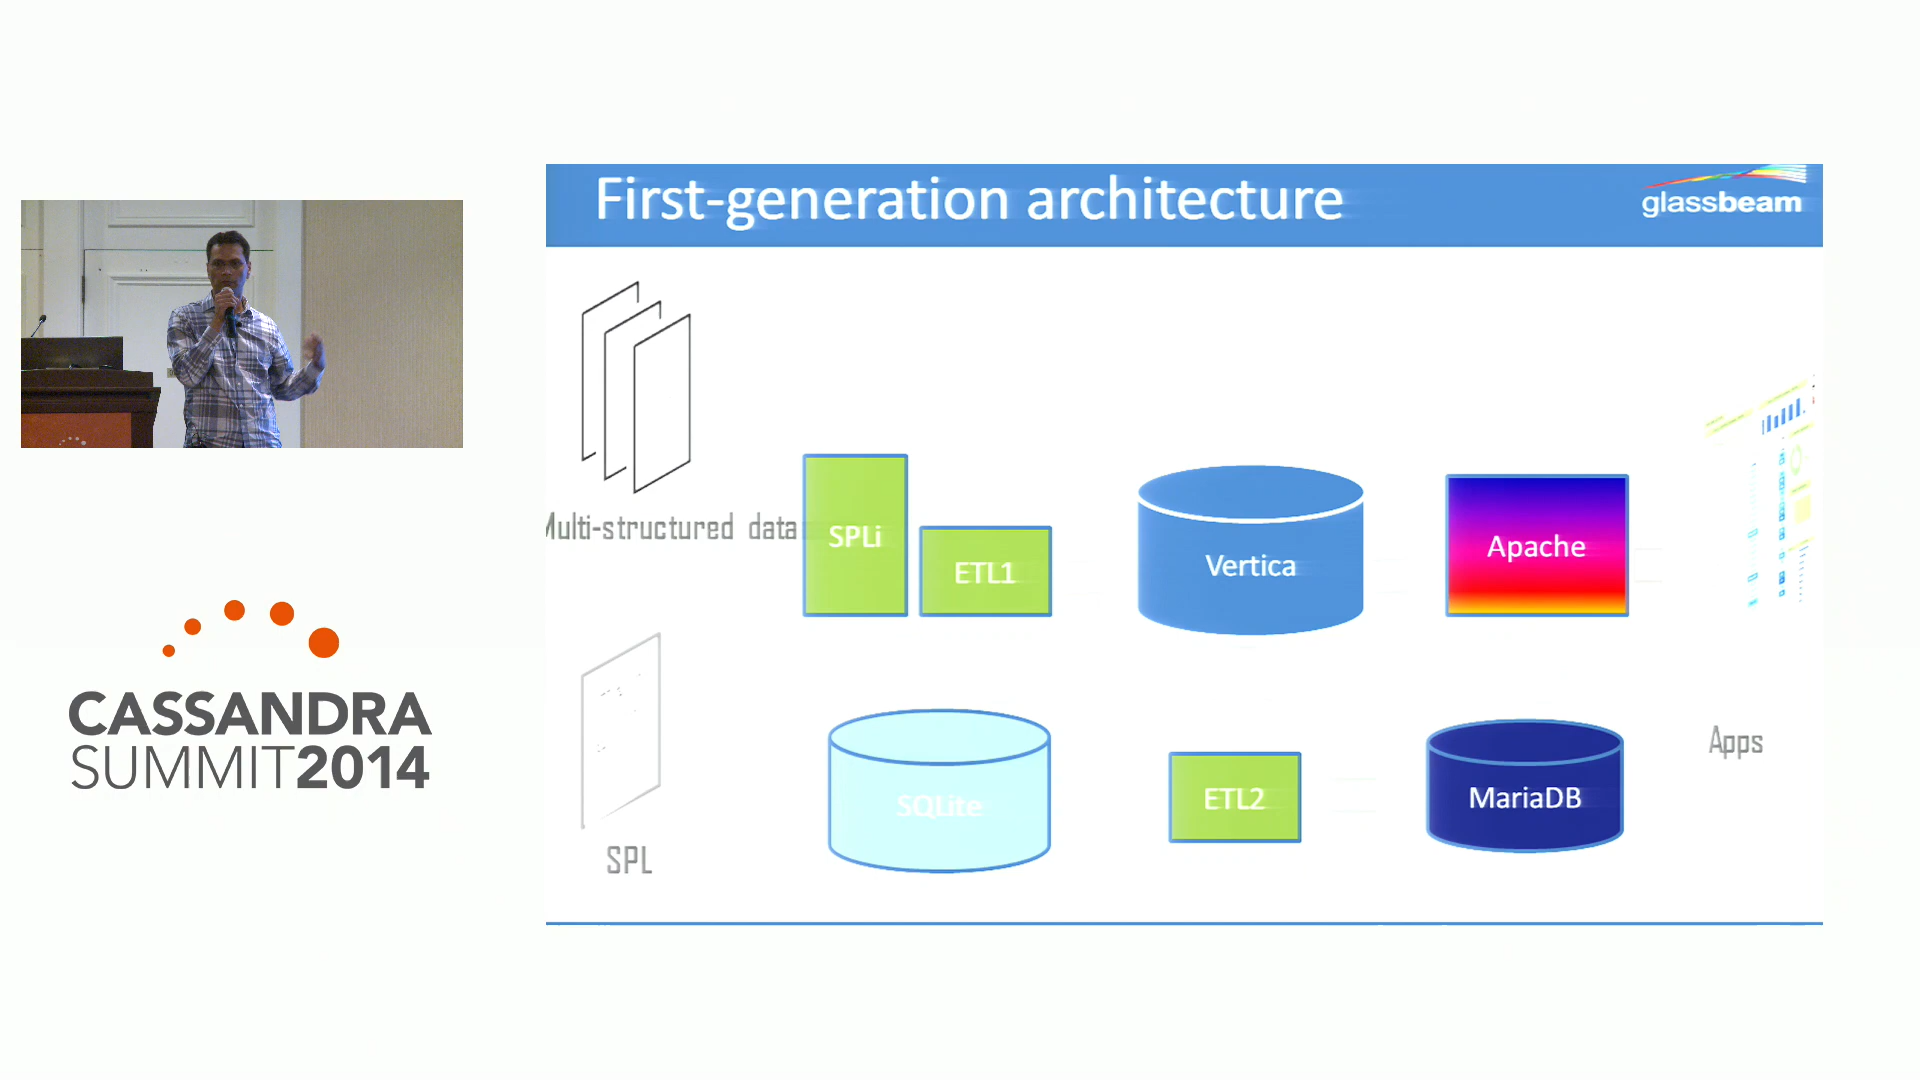 First-generation architecture
glassbeam
Multi-structured data
SPLi
ETL1
Vertica
Apache
SPL
SQLite
ETL2
MariaDB
Apps
CASSANDRA
SUMMIT2014